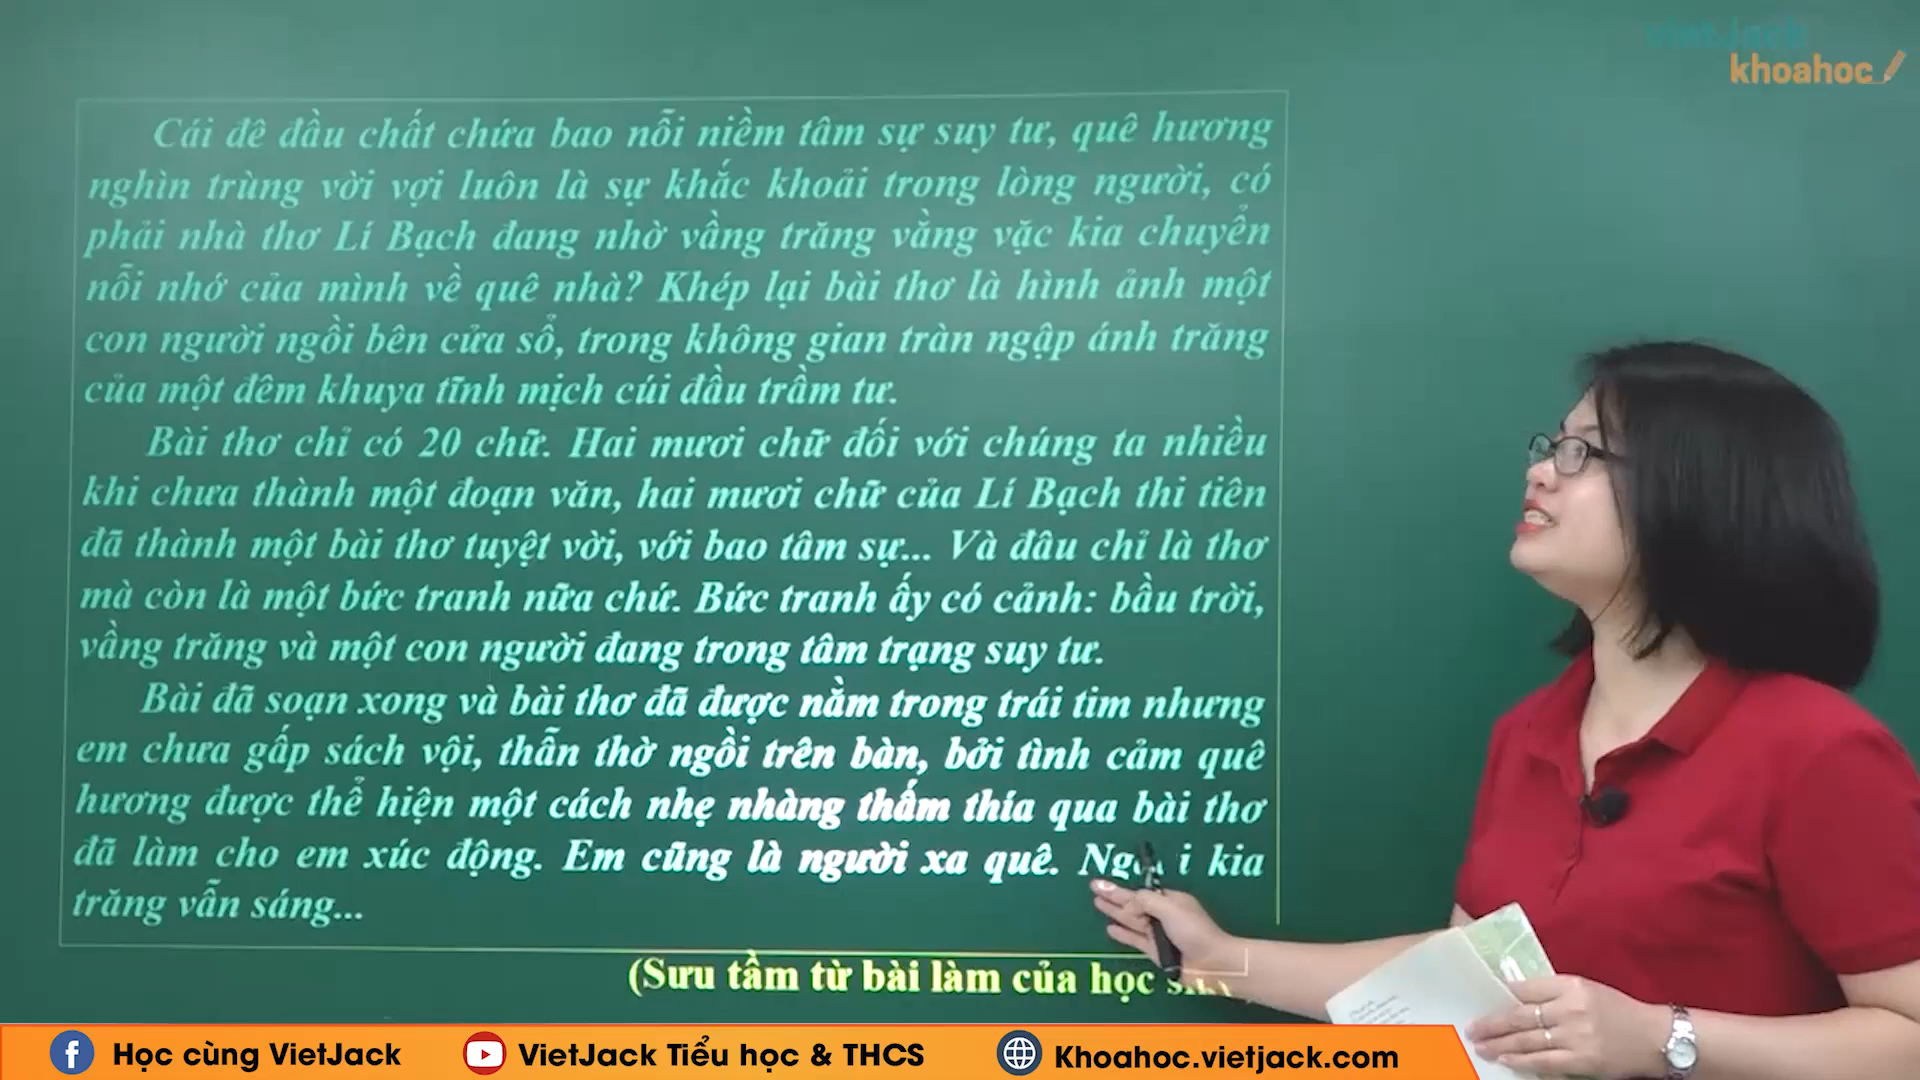 viet jack
khoahoc
Cái đê đầu chất chứa bao nỗi niềm tâm sự suy tư, quê hương
nghìn trùng vời vợi luôn là sự khắc khoải trong lòng người, có
phải nhà thơ Lí Bạch đang nhờ vầng trăng vằng vặc kia chuyển
nỗi nhớ của mình về quê nhà? Khép lại bài thơ là hình ảnh một
con người ngồi bên cửa sổ, trong không gian tràn ngập ánh trăng
của một đêm khuya tĩnh mịch cúi đầu trầm tư.
Bài thơ chỉ có 20 chữ. Hai mươi chữ đối với chúng ta nhiều
khi chưa thành một đoạn văn, hai mươi chữ của Lí Bạch thi tiên
đã thành một bài thơ tuyệt vời, với bao tâm sự... Và đâu chỉ là thơ
mà còn là một bức tranh nữa chứ. Bức tranh ấy có cảnh: bầu trời,
vầng trăng và một con người đang trong tâm trạng suy tư.
Bài đã soạn xong và bài thơ đã được nằm trong trái tim nhưng
em chưa gấp sách vội, thẫn thờ ngồi trên bàn, bởi tình cảm quê
hương được thể hiện một cách nhẹ nhàng thấm thía qua bài thơ
đã làm cho em xúc động. Em cũng là người xa quê. kia
trăng vẫn sáng...
(Sưu tầm từ bài làm của học
Học cùng VietJack
VietJack Tiểu học & THCS
Khoahoc.vietjack.com